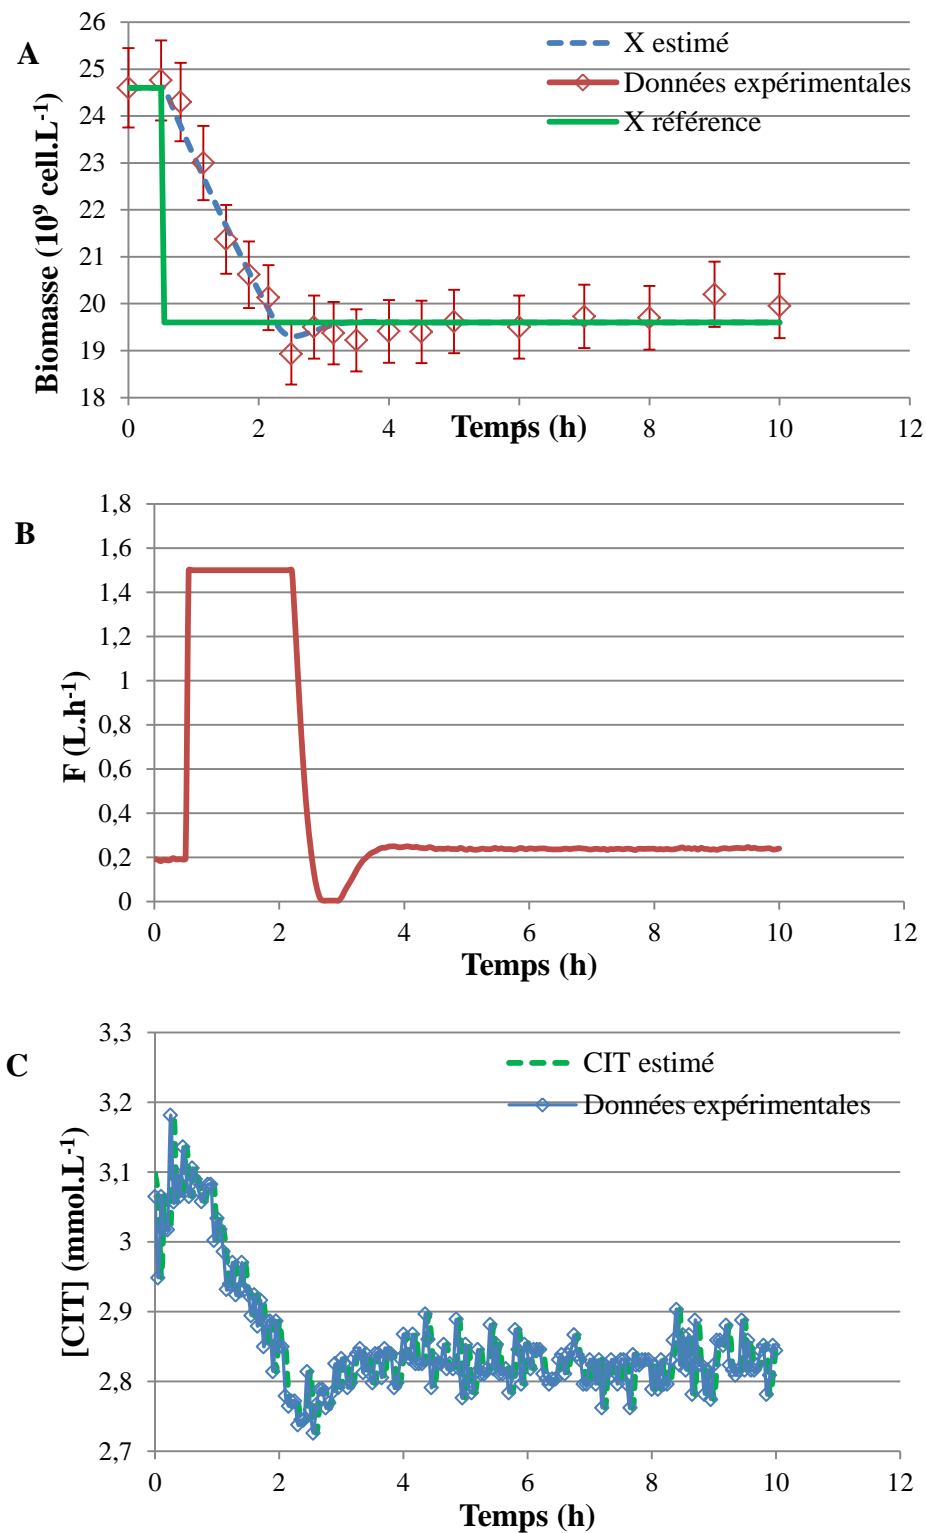 A
26
25
24
23
22
21
20
19
18
Biomasse (10⁹ cell.L⁻¹)
X estimé
Données expérimentales
X référence
0 2 4 6 8 10 12
Temps (h)
B
1,8
1,6
1,4
1,2
1
0,8
0,6
0,4
0,2
0
F (L.h⁻¹)
0 2 4 6 8 10 12
Temps (h)
C
3,3
3,2
3,1
3
2,9
2,8
2,7
[CIT] (mmol.L⁻¹)
CIT estimé
Données expérimentales
0 2 4 6 8 10 12
Temps (h)